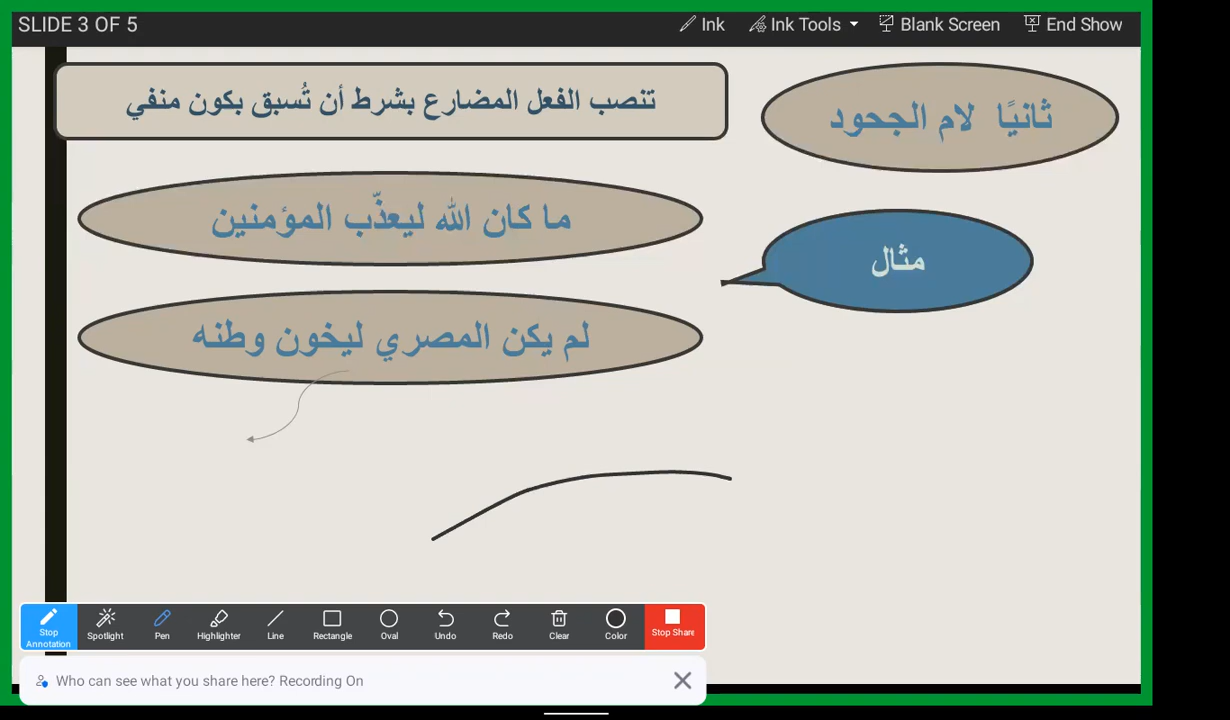 SLIDE 3 OF 5
Ink
Ink Tools
Blank Screen
End Show
ثانيًا لام الجحود
تنصب الفعل المضارع بشرط أن تُسبق بكون منفي
مثال
ما كان الله ليعذّب المؤمنين
لم يكن المصري ليخون وطنه
Stop Annotation
Spotlight
Pen
Highlighter
Line
Rectangle
Oval
Undo
Redo
Clear
Color
Stop Share
Who can see what you share here? Recording On